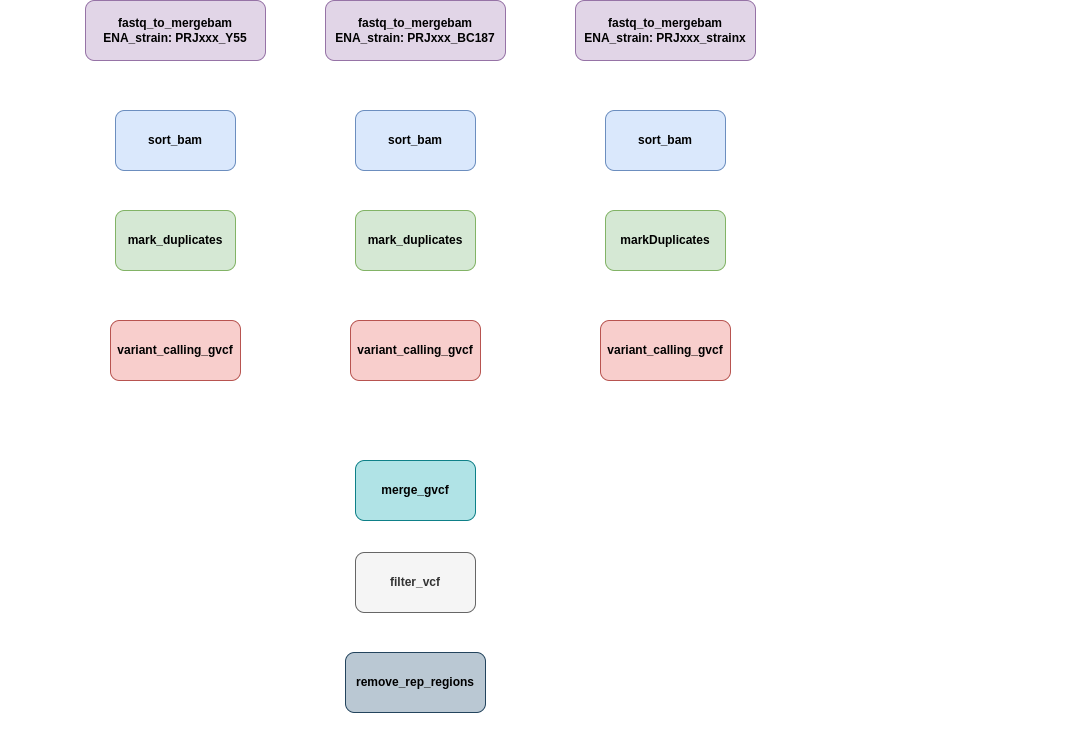 fastq_to_mergebam
ENA_strain: PRJxxx_Y55
fastq_to_mergebam
ENA_strain: PRJxxx_BC187
fastq_to_mergebam
ENA_strain: PRJxxx_strainx
sort_bam
sort_bam
sort_bam
mark_duplicates
mark_duplicates
markDuplicates
variant_calling_gvcf
variant_calling_gvcf
variant_calling_gvcf
merge_gvcf
filter_vcf
remove_rep_regions